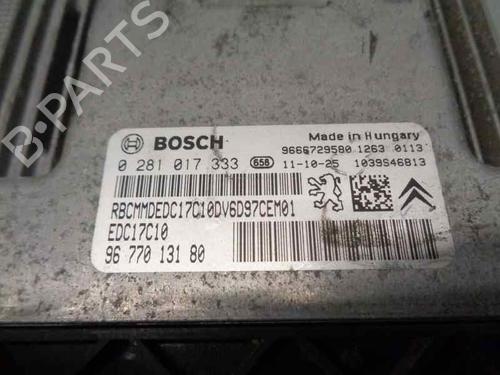 BOSCH
Made in Hungary
9666729580 1263 0113
0 281 017 333 656 11-10-25 1039S46813
RBCMMDEDC17C10DV6D97CEM01
EDC17C10
96 770 131 80
B-PARTS